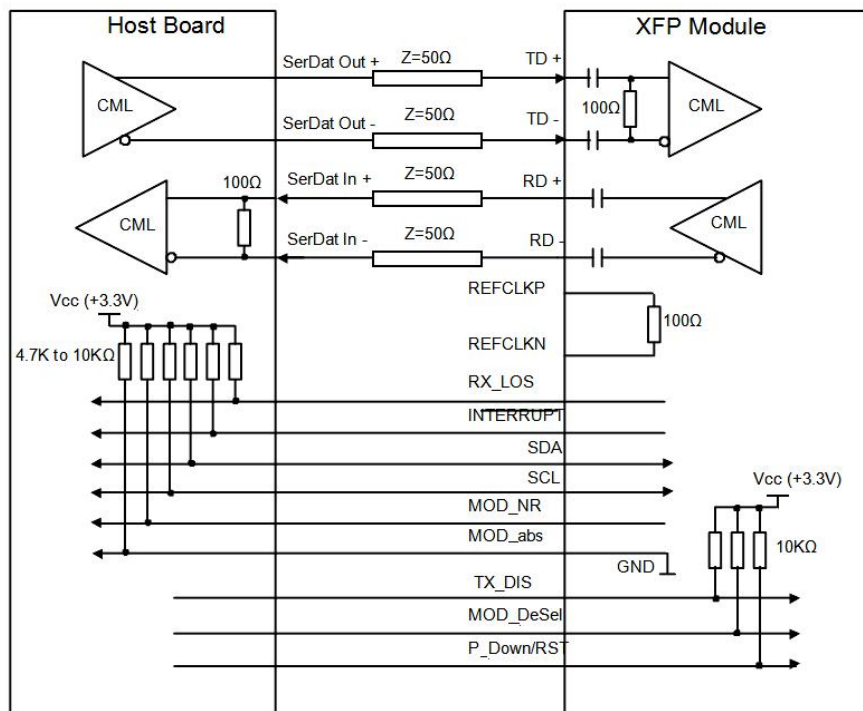 Host Board
XFP Module
SerDat Out +
Z=50Ω
TD +
CML
100Ω
CML
SerDat Out -
Z=50Ω
TD -
SerDat In +
Z=50Ω
RD +
100Ω
CML
CML
SerDat In -
Z=50Ω
RD -
REFCLKP
Vcc (+3.3V)
100Ω
REFCLKN
4.7K to 10KΩ
RX_LOS
INTERRUPT
SDA
SCL
Vcc (+3.3V)
MOD_NR
MOD_abs
10KΩ
GND
TX_DIS
MOD_DeSel
P_Down/RST